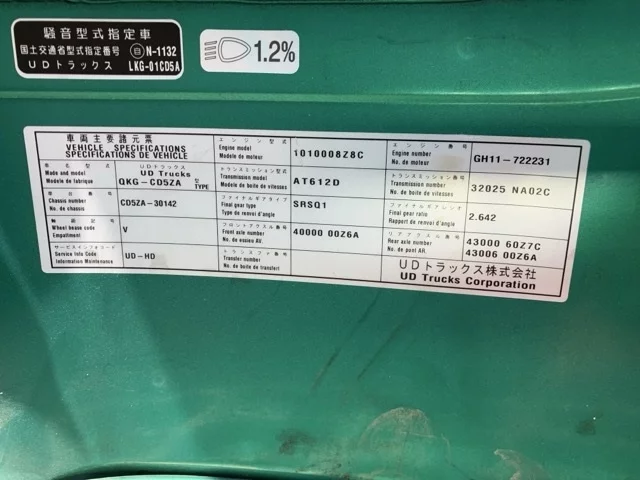 騒音型式指定車
国土交通省型式指定番号 自 N-1132
UDトラックス LKG-01CD5A
1.2%
車両主要諸元票
VEHICLE SPECIFICATIONS
SPECIFICATIONS DE VEHICLE
エンジン型式
Engine model
Modele de moteur
1010008Z8C
エンジン番号
Engine number
No. de moteur
GH11-722231
車名及び型式
Made and model
Modele de fabrique
UDトラックス
UD Trucks
QKG-CD5ZA 型 TYPE
トランスミッション型式
Transmission model
Modele de boite de vitesses
AT612D
トランスミッション番号
Transmission number
No. de boite de vitesses
32025 NA02C
車台番号
Chassis number
No. de chassis
CD5ZA-30142
ファイナルギアタイプ
Final gear type
Type de renvoi d'angle
SRSQ1
ファイナルギアレシオ
Final gear ratio
Rapport de renvoi d'angle
2.642
軸距記号
Wheel base code
Empattement
V
フロントアクスル番号
Front axle number
No. de essieu AV.
40000 00Z6A
リアアクスル番号
Rear axle number
No. de pont AR.
43000 60Z7C
43006 00Z6A
サービスインフォコード
Service Info Code
Information Maintenance
UD-HD
トランスファ番号
Transfer number
No. de boite de transfert
UDトラックス株式会社
UD Trucks Corporation